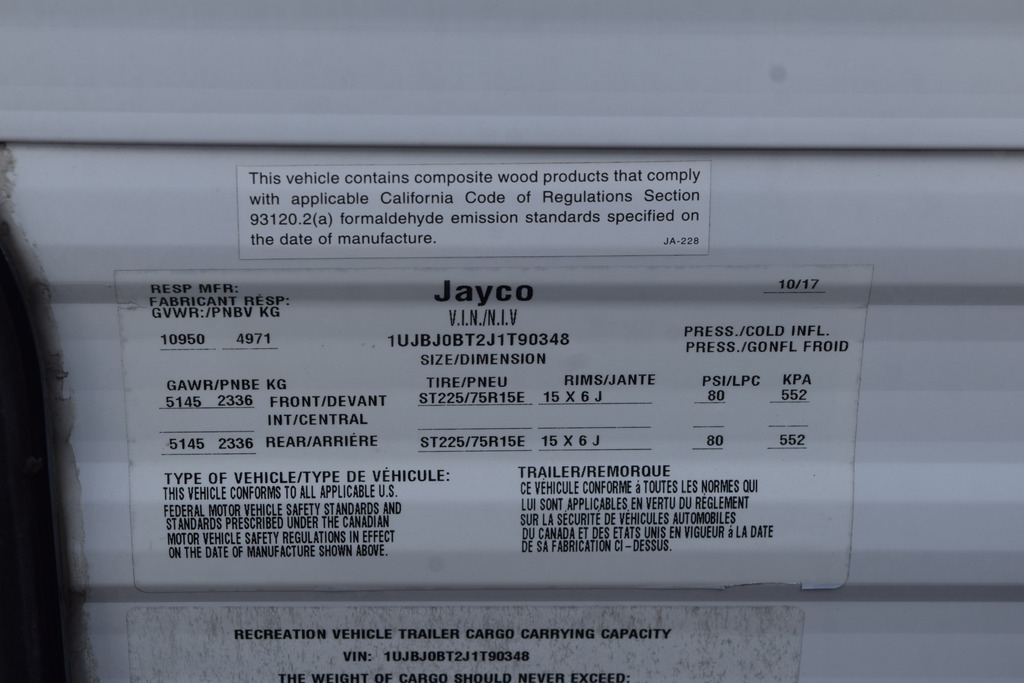 This vehicle contains composite wood products that comply
with applicable California Code of Regulations Section
93120.2(a) formaldehyde emission standards specified on
the date of manufacture. JA-228
RESP MFR: Jayco 10/17
FABRICANT RESP:
GVWR:/PNBV KG V.I.N./N.I.V
10950 4971 1UJBJ0BT2J1T90348 PRESS./COLD INFL.
SIZE/DIMENSION PRESS./GONFL FROID
GAWR/PNBE KG TIRE/PNEU RIMS/JANTE PSI/LPC KPA
5145 2336 FRONT/DEVANT ST225/75R15E 15 X 6 J 80 552
INT/CENTRAL
5145 2336 REAR/ARRIÉRE ST225/75R15E 15 X 6 J 80 552
TYPE OF VEHICLE/TYPE DE VÉHICULE: TRAILER/REMORQUE
THIS VEHICLE CONFORMS TO ALL APPLICABLE U.S.
FEDERAL MOTOR VEHICLE SAFETY STANDARDS AND
STANDARDS PRESCRIBED UNDER THE CANADIAN
MOTOR VEHICLE SAFETY REGULATIONS IN EFFECT
ON THE DATE OF MANUFACTURE SHOWN ABOVE.
CE VÉHICULE CONFORME à TOUTES LES NORMES QUI
LUI SONT APPLICABLES EN VERTU DU RÉGLEMENT
SUR LA SÉCURITÉ DE VÉHICULES AUTOMOBILES
DU CANADA ET DES ETATS UNIS EN VIGUEUR à LA DATE
DE SA FABRICATION CI-DESSUS.
RECREATION VEHICLE TRAILER CARGO CARRYING CAPACITY
VIN: 1UJBJ0BT2J1T90348
THE WEIGHT OF CARGO SHOULD NEVER EXCEED: